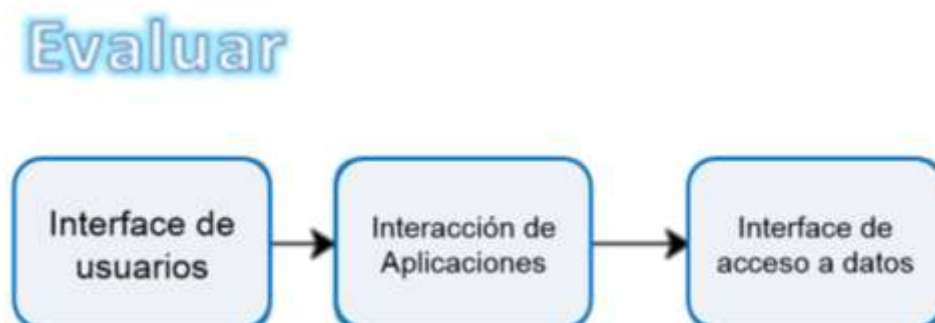 Evaluar
Interface de
usuarios
Interacción de
Aplicaciones
Interface de
acceso a datos